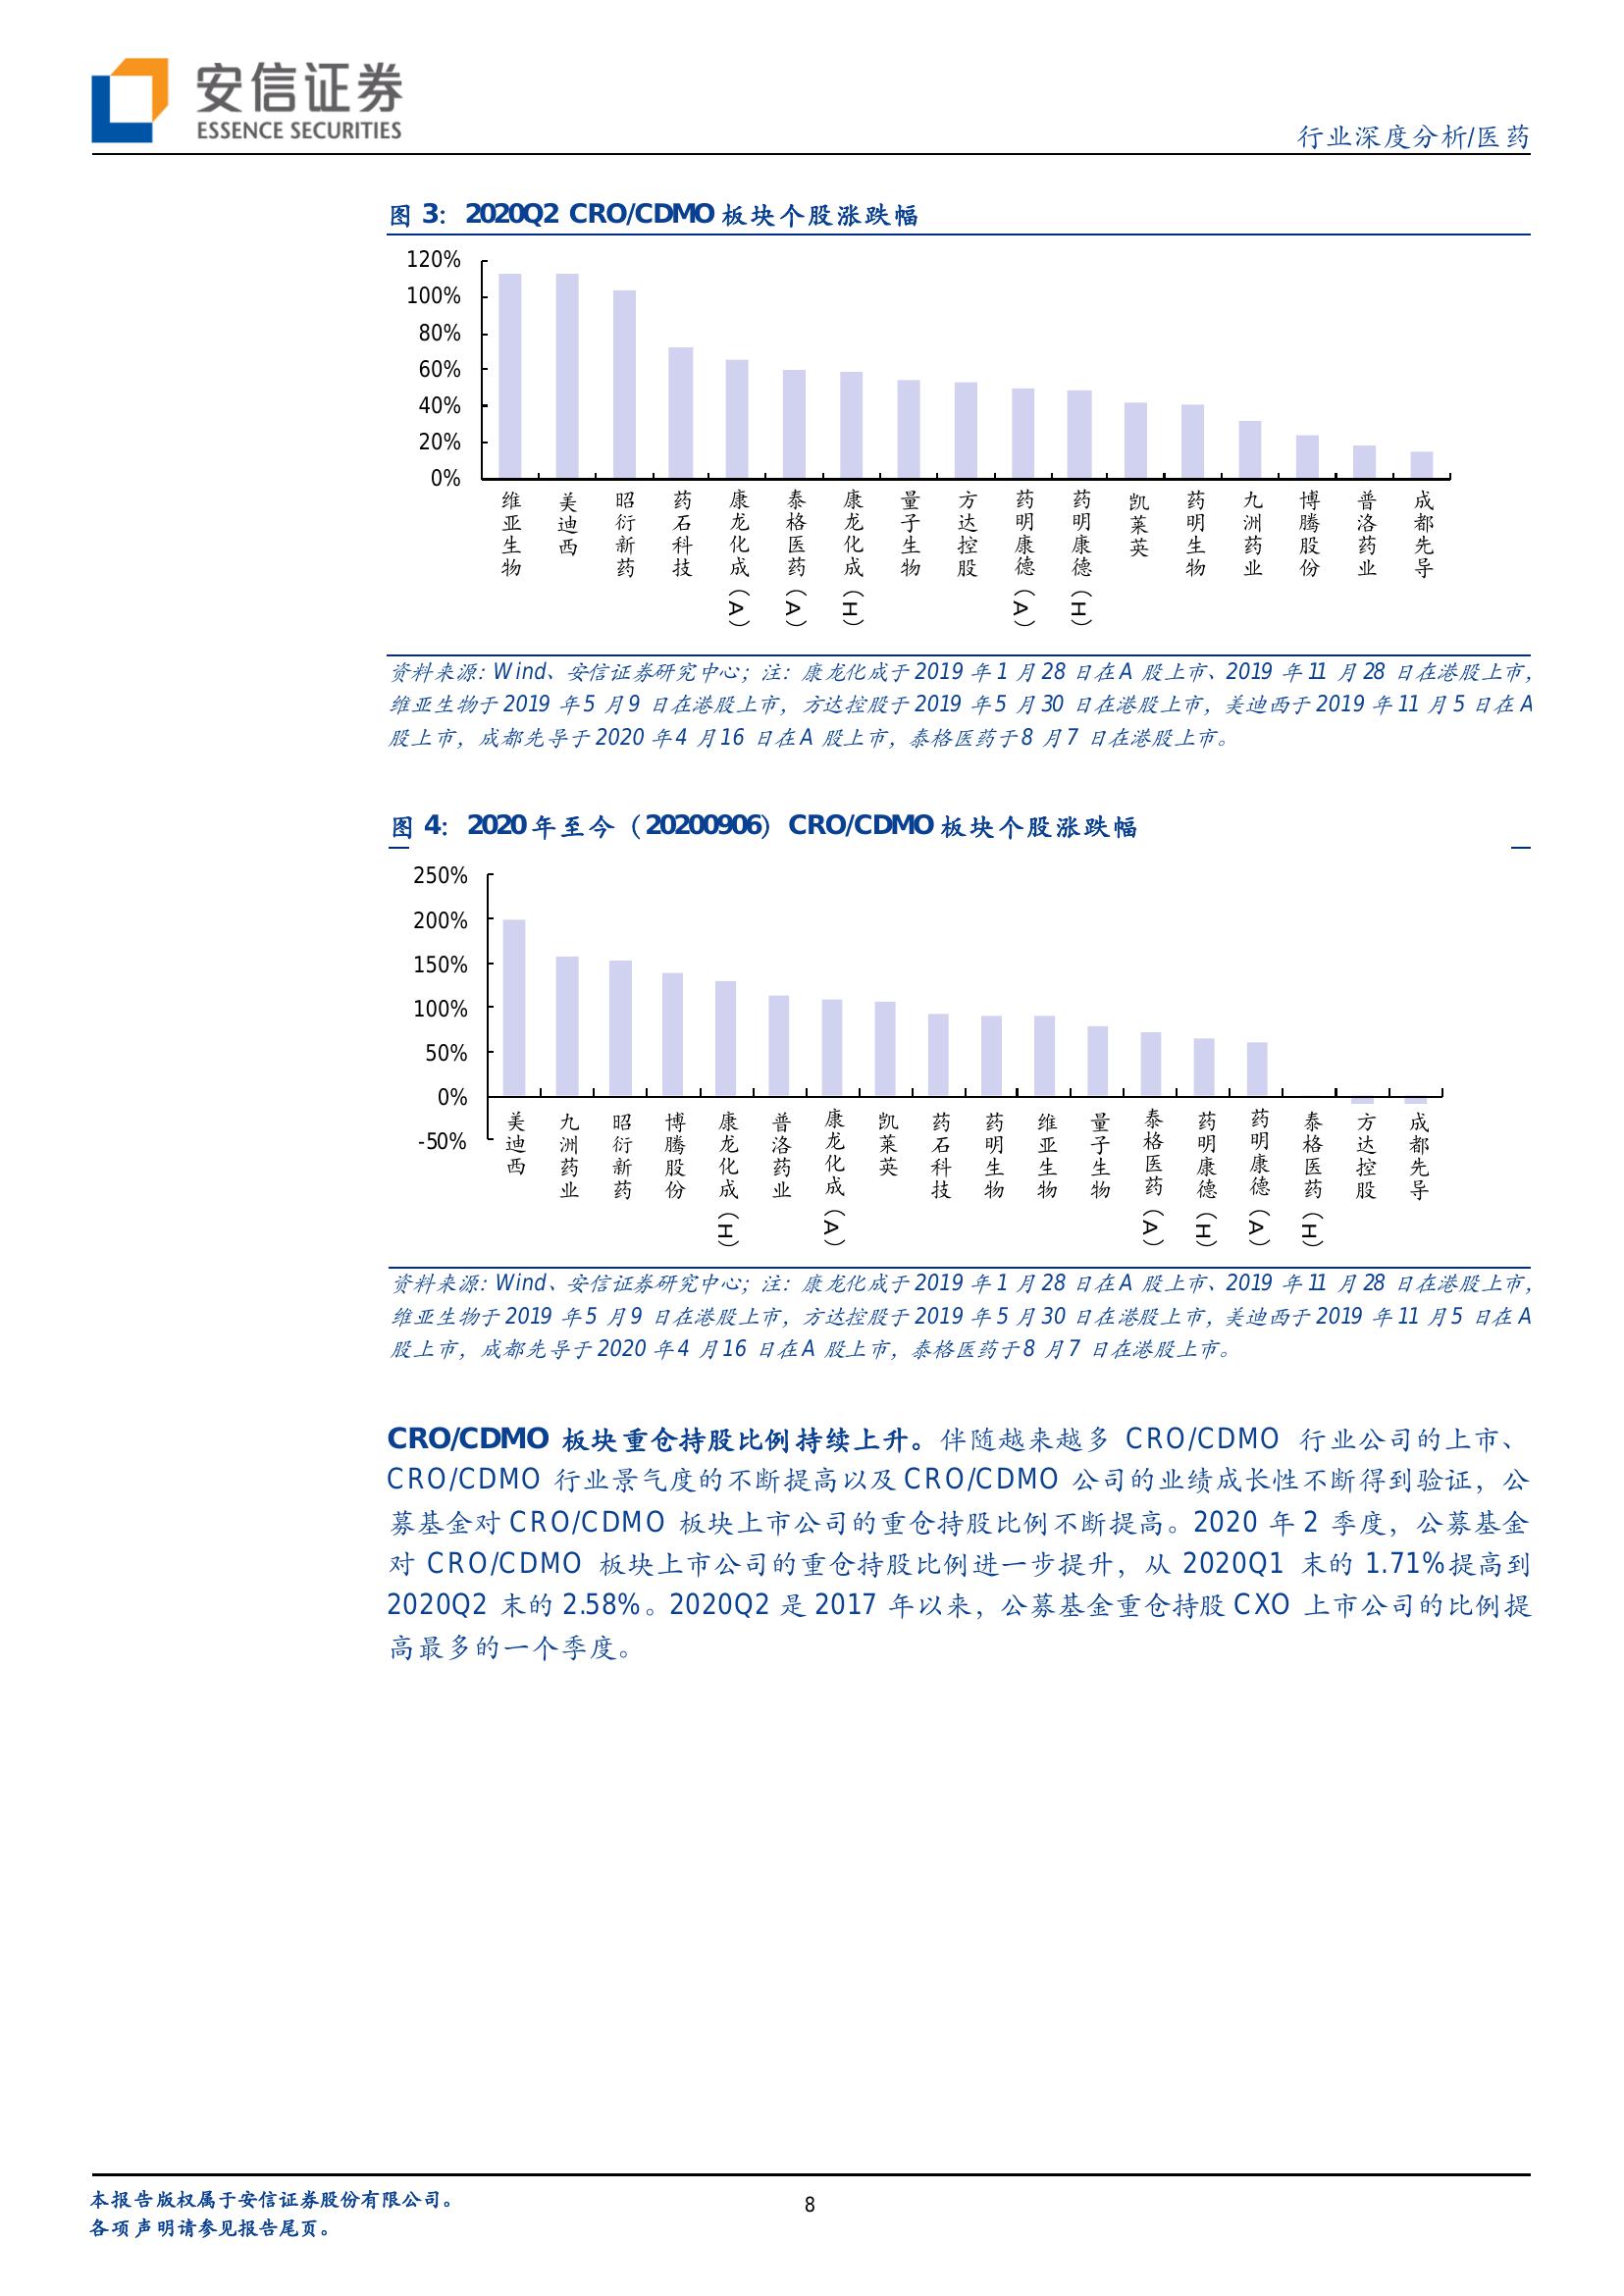 安信证券
ESSENCE SECURITIES
行业深度分析/医药
图 3：2020Q2 CRO/CDMO 板块个股涨跌幅
120%
100%
80%
60%
40%
20%
0%
维亚生物
美迪西
昭衍新药
药石科技
康龙化成（A）
泰格医药（A）
康龙化成（H）
量子生物
方达控股
药明康德（A）
药明康德（H）
凯莱英
药明生物
九洲药业
博腾股份
普洛药业
成都先导
资料来源：Wind、安信证券研究中心；注：康龙化成于 2019 年 1 月 28 日在 A 股上市、2019 年 11 月 28 日在港股上市，
维亚生物于 2019 年 5 月 9 日在港股上市，方达控股于 2019 年 5 月 30 日在港股上市，美迪西于 2019 年 11 月 5 日在 A
股上市，成都先导于 2020 年 4 月 16 日在 A 股上市，泰格医药于 8 月 7 日在港股上市。
图 4：2020 年至今（20200906）CRO/CDMO 板块个股涨跌幅
250%
200%
150%
100%
50%
0%
-50%
美迪西
九洲药业
昭衍新药
博腾股份
康龙化成（H）
普洛药业
康龙化成（A）
凯莱英
药石科技
药明生物
维亚生物
量子生物
泰格医药（A）
药明康德（H）
药明康德（A）
泰格医药（H）
方达控股
成都先导
资料来源：Wind、安信证券研究中心；注：康龙化成于 2019 年 1 月 28 日在 A 股上市、2019 年 11 月 28 日在港股上市，
维亚生物于 2019 年 5 月 9 日在港股上市，方达控股于 2019 年 5 月 30 日在港股上市，美迪西于 2019 年 11 月 5 日在 A
股上市，成都先导于 2020 年 4 月 16 日在 A 股上市，泰格医药于 8 月 7 日在港股上市。
CRO/CDMO 板块重仓持股比例持续上升。伴随越来越多 CRO/CDMO 行业公司的上市、
CRO/CDMO 行业景气度的不断提高以及 CRO/CDMO 公司的业绩成长性不断得到验证，公
募基金对 CRO/CDMO 板块上市公司的重仓持股比例不断提高。2020 年 2 季度，公募基金
对 CRO/CDMO 板块上市公司的重仓持股比例进一步提升，从 2020Q1 末的 1.71%提高到
2020Q2 末的 2.58%。2020Q2 是 2017 年以来，公募基金重仓持股 CXO 上市公司的比例提
高最多的一个季度。
本报告版权属于安信证券股份有限公司。
各项声明请参见报告尾页。
8